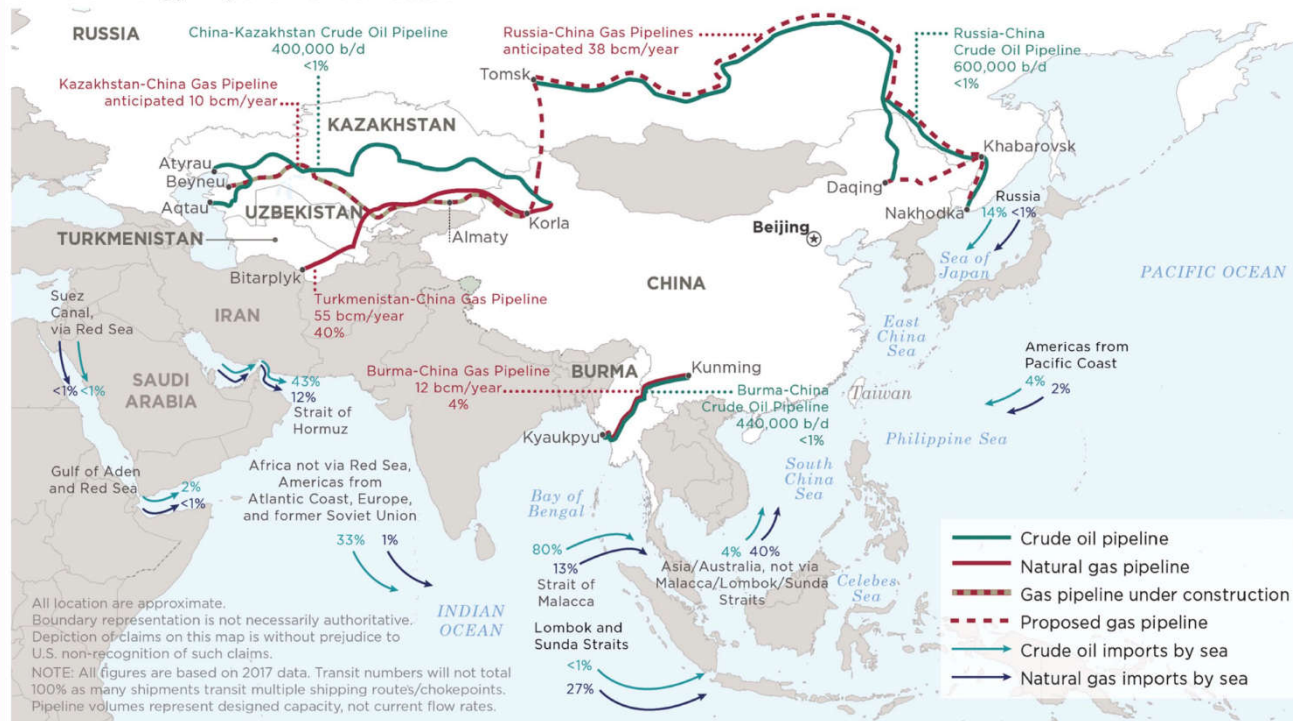 RUSSIA
China-Kazakhstan Crude Oil Pipeline
400,000 b/d
<1%
Russia-China Gas Pipelines
anticipated 38 bcm/year
Russia-China
Crude Oil Pipeline
600,000 b/d
<1%
Kazakhstan-China Gas Pipeline
anticipated 10 bcm/year
Tomsk
KAZAKHSTAN
Khabarovsk
Atyrau
Beyneu
Aqtau
Daqing
Nakhodka
Russia
14% <1%
UZBEKISTAN
Korla
Almaty
TURKMENISTAN
Beijing
Sea of
Japan
PACIFIC OCEAN
Bitarplyk
CHINA
Turkmenistan-China Gas Pipeline
55 bcm/year
40%
Suez
Canal,
via Red Sea
<1% <1%
IRAN
East
China
Sea
Americas from
Pacific Coast
4%
2%
SAUDI
ARABIA
43%
12%
Strait of
Hormuz
Burma-China Gas Pipeline
12 bcm/year
4%
BURMA
Kunming
Burma-China
Crude Oil Pipeline
440,000 b/d
<1%
Taiwan
Philippine Sea
Kyaukpyu
Gulf of Aden
and Red Sea
2%
<1%
Africa not via Red Sea,
Americas from
Atlantic Coast, Europe,
and former Soviet Union
33% 1%
South
China
Sea
Bay of
Bengal
80%
13%
Strait of
Malacca
4% 40%
Asia/Australia, not via
Malacca/Lombok/Sunda
Straits
Celebes
Sea
INDIAN
OCEAN
Lombok and
Sunda Straits
<1%
27%
Crude oil pipeline
Natural gas pipeline
Gas pipeline under construction
Proposed gas pipeline
Crude oil imports by sea
Natural gas imports by sea
All location are approximate.
Boundary representation is not necessarily authoritative.
Depiction of claims on this map is without prejudice to
U.S. non-recognition of such claims.
NOTE: All figures are based on 2017 data. Transit numbers will not total
100% as many shipments transit multiple shipping routes/chokepoints.
Pipeline volumes represent designed capacity, not current flow rates.